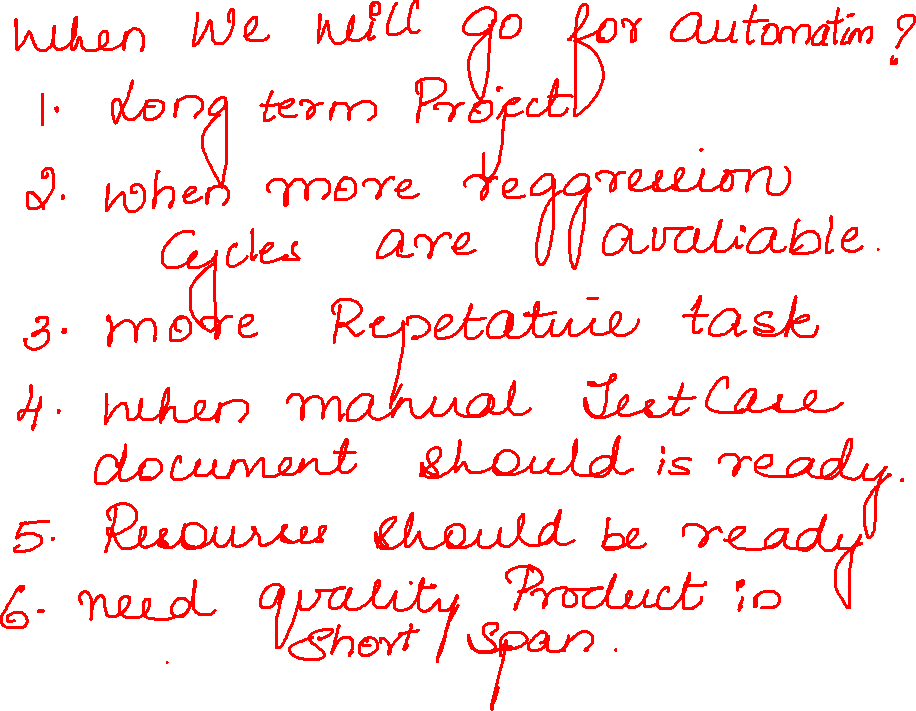 When We will go for automation ?
1. Long term Project
2. when more reggression
Cycles are avaliable.
3. more Repetatuie task
4. when manual Test Case
document should is ready.
5. Resourses should be ready
6. need quality Product in
short span.